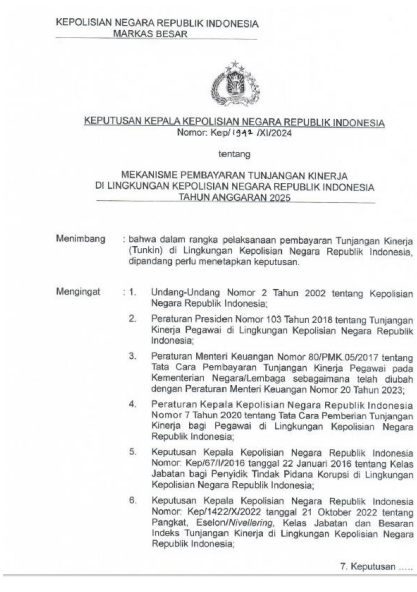 KEPOLISIAN NEGARA REPUBLIK INDONESIA
MARKAS BESAR
KEPUTUSAN KEPALA KEPOLISIAN NEGARA REPUBLIK INDONESIA
Nomor: Kep/1942/XI/2024
tentang
MEKANISME PEMBAYARAN TUNJANGAN KINERJA
DI LINGKUNGAN KEPOLISIAN NEGARA REPUBLIK INDONESIA
TAHUN ANGGARAN 2025
Menimbang : bahwa dalam rangka pelaksanaan pembayaran Tunjangan Kinerja
(Tunkin) di Lingkungan Kepolisian Negara Republik Indonesia,
dipandang perlu menetapkan keputusan.
Mengingat : 1. Undang-Undang Nomor 2 Tahun 2002 tentang Kepolisian
Negara Republik Indonesia;
2. Peraturan Presiden Nomor 103 Tahun 2018 tentang Tunjangan
Kinerja Pegawai di Lingkungan Kepolisian Negara Republik
Indonesia;
3. Peraturan Menteri Keuangan Nomor 80/PMK.05/2017 tentang
Tata Cara Pembayaran Tunjangan Kinerja Pegawai pada
Kementerian Negara/Lembaga sebagaimana telah diubah
dengan Peraturan Menteri Keuangan Nomor 20 Tahun 2023;
4. Peraturan Kepala Kepolisian Negara Republik Indonesia
Nomor 7 Tahun 2020 tentang Tata Cara Pemberian Tunjangan
Kinerja bagi Pegawai di Lingkungan Kepolisian Negara
Republik Indonesia;
5. Keputusan Kepala Kepolisian Negara Republik Indonesia
Nomor: Kep/67/I/2016 tanggal 22 Januari 2016 tentang Kelas
Jabatan bagi Penyidik Tindak Pidana Korupsi di Lingkungan
Kepolisian Negara Republik Indonesia;
6. Keputusan Kepala Kepolisian Negara Republik Indonesia
Nomor: Kep/1422/X/2022 tanggal 21 Oktober 2022 tentang
Pangkat, Eselon/Nivellering, Kelas Jabatan dan Besaran
Indeks Tunjangan Kinerja di Lingkungan Kepolisian Negara
Republik Indonesia;
7. Keputusan .....